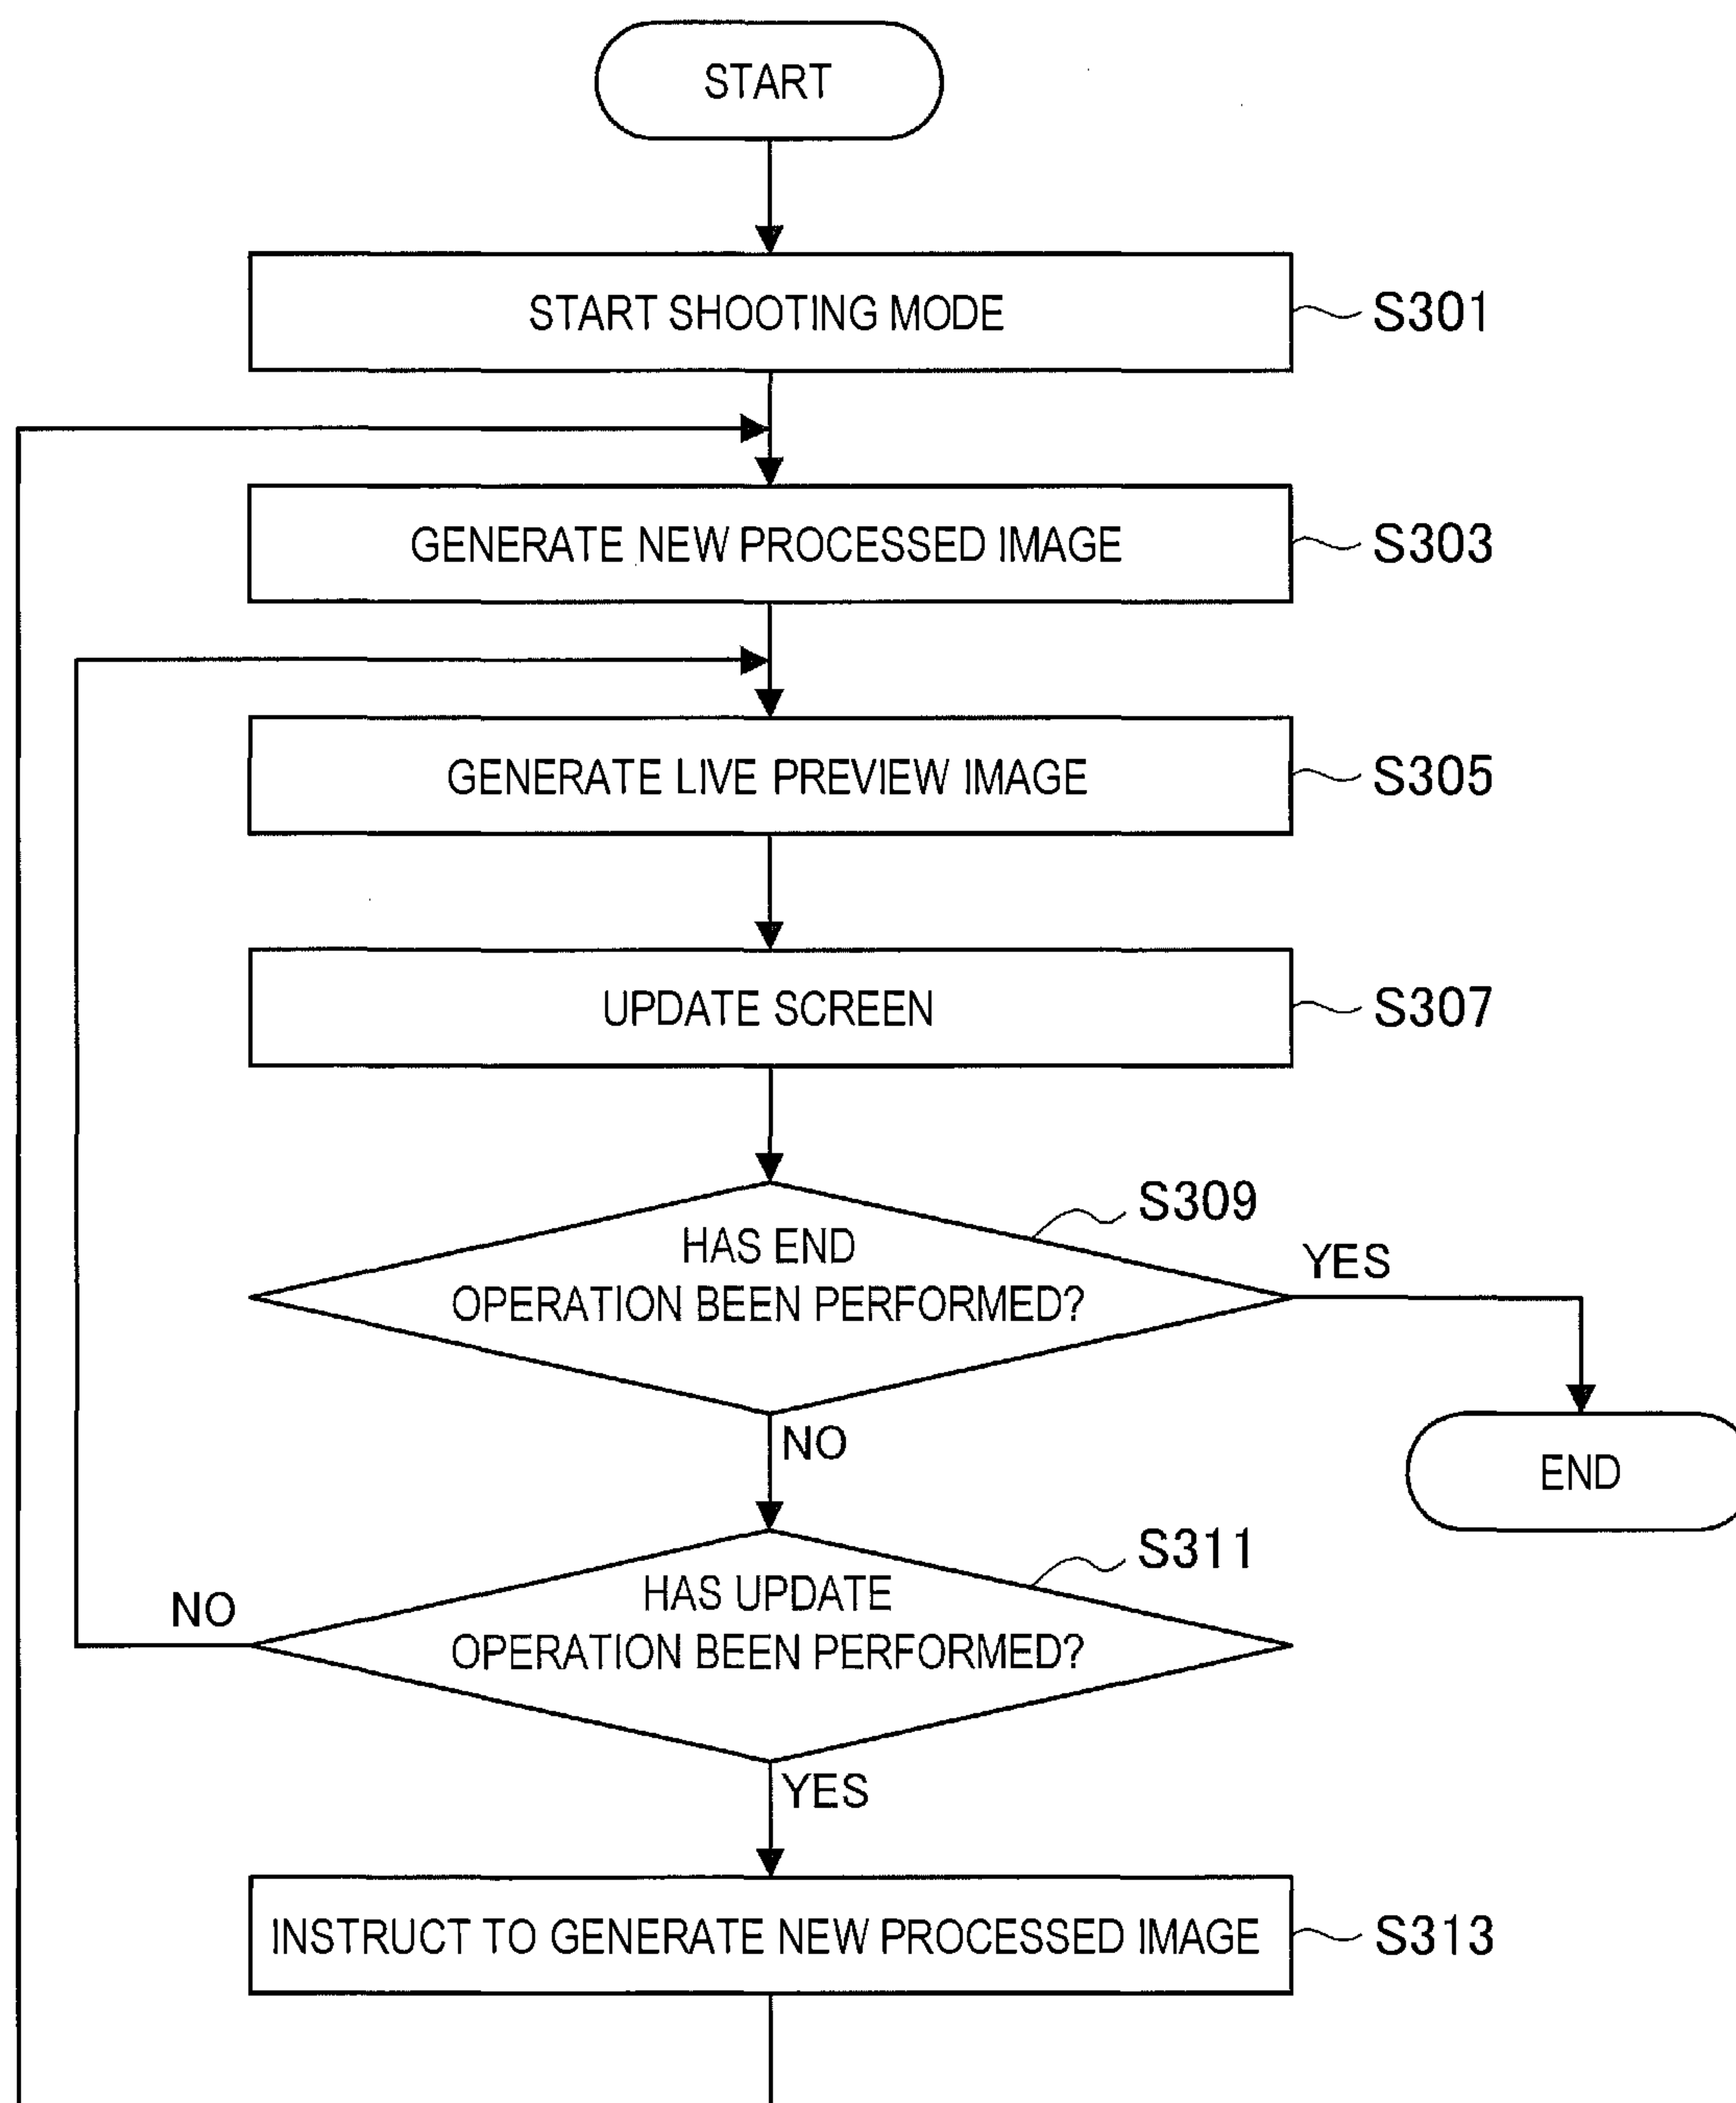 START
START SHOOTING MODE
S301
GENERATE NEW PROCESSED IMAGE
S303
GENERATE LIVE PREVIEW IMAGE
S305
UPDATE SCREEN
S307
S309
HAS END
OPERATION BEEN PERFORMED?
YES
NO
END
S311
HAS UPDATE
OPERATION BEEN PERFORMED?
NO
YES
INSTRUCT TO GENERATE NEW PROCESSED IMAGE
S313